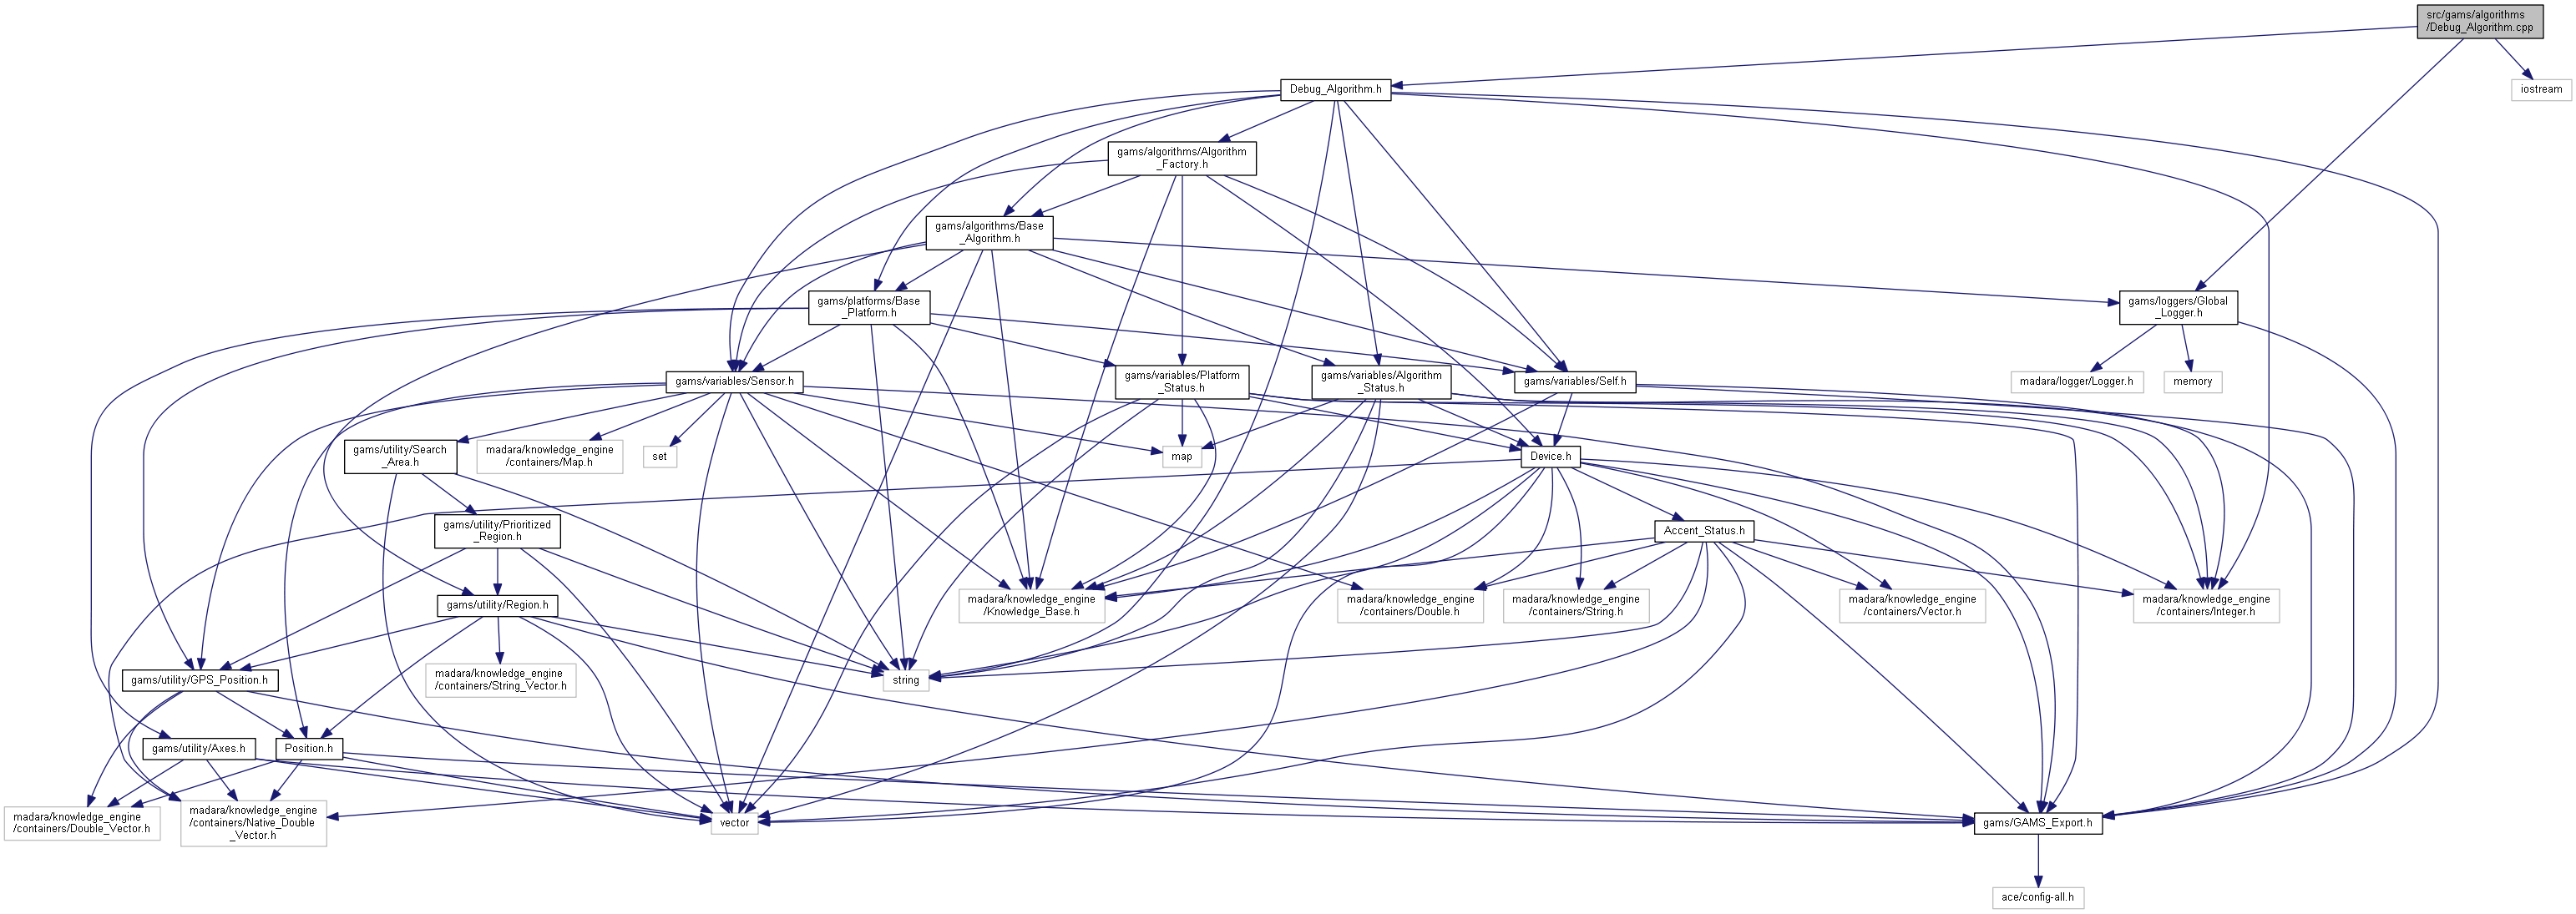 src/gams/algorithms
/Debug_Algorithm.cpp
Debug_Algorithm.h
iostream
gams/algorithms/Algorithm
_Factory.h
gams/algorithms/Base
_Algorithm.h
gams/platforms/Base
_Platform.h
gams/loggers/Global
_Logger.h
gams/variables/Sensor.h
gams/variables/Platform
_Status.h
gams/variables/Algorithm
_Status.h
gams/variables/Self.h
madara/logger/Logger.h
memory
gams/utility/Search
_Area.h
madara/knowledge_engine
/containers/Map.h
set
map
Device.h
gams/utility/Prioritized
_Region.h
Accent_Status.h
gams/utility/Region.h
madara/knowledge_engine
/Knowledge_Base.h
madara/knowledge_engine
/containers/Double.h
madara/knowledge_engine
/containers/String.h
madara/knowledge_engine
/containers/Vector.h
madara/knowledge_engine
/containers/Integer.h
gams/utility/GPS_Position.h
madara/knowledge_engine
/containers/String_Vector.h
string
gams/utility/Axes.h
Position.h
madara/knowledge_engine
/containers/Double_Vector.h
madara/knowledge_engine
/containers/Native_Double
_Vector.h
vector
gams/GAMS_Export.h
ace/config-all.h